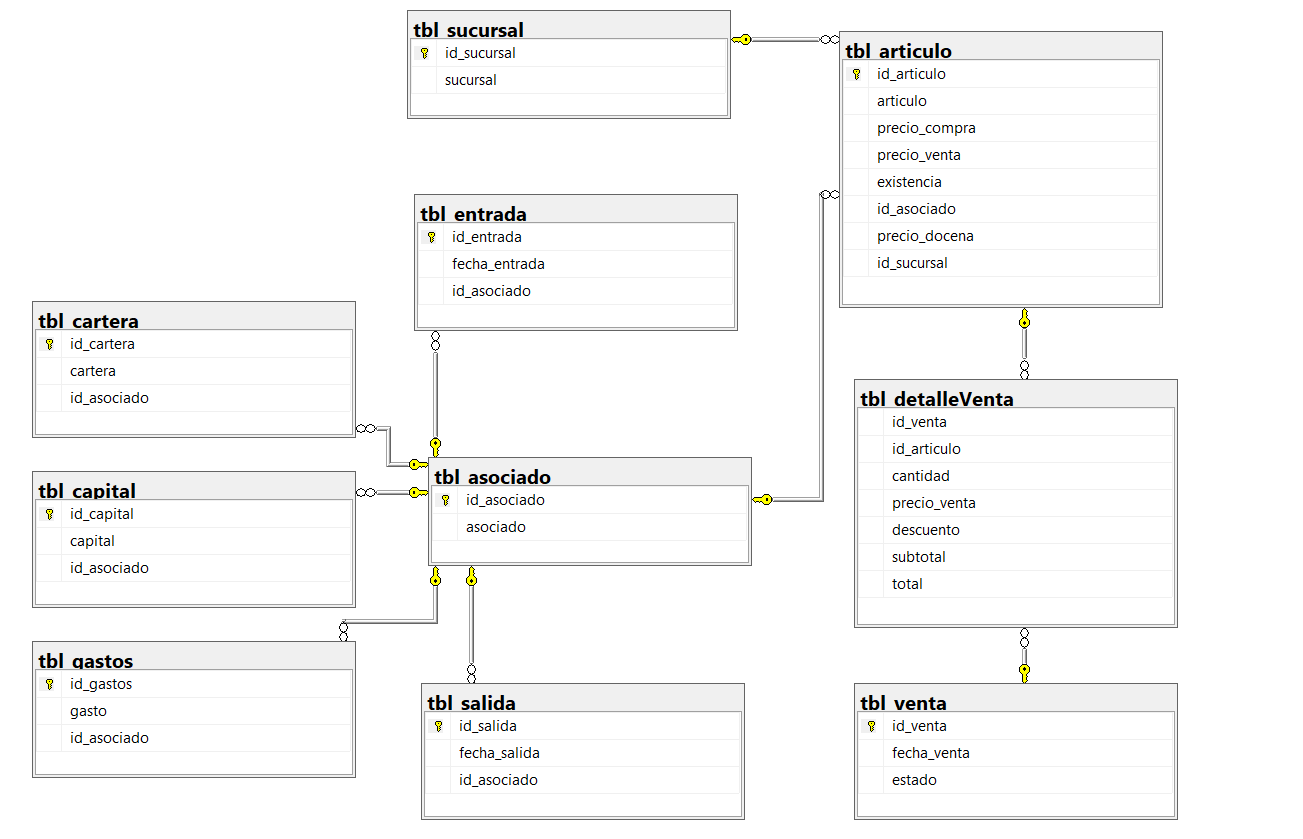 tbl_sucursal
id_sucursal
sucursal
tbl_articulo
id_articulo
articulo
precio_compra
precio_venta
existencia
id_asociado
precio_docena
id_sucursal
tbl_entrada
id_entrada
fecha_entrada
id_asociado
tbl_cartera
id_cartera
cartera
id_asociado
tbl_detalleVenta
id_venta
id_articulo
cantidad
precio_venta
descuento
subtotal
total
tbl_asociado
id_asociado
asociado
tbl_capital
id_capital
capital
id_asociado
tbl_gastos
id_gastos
gasto
id_asociado
tbl_salida
id_salida
fecha_salida
id_asociado
tbl_venta
id_venta
fecha_venta
estado